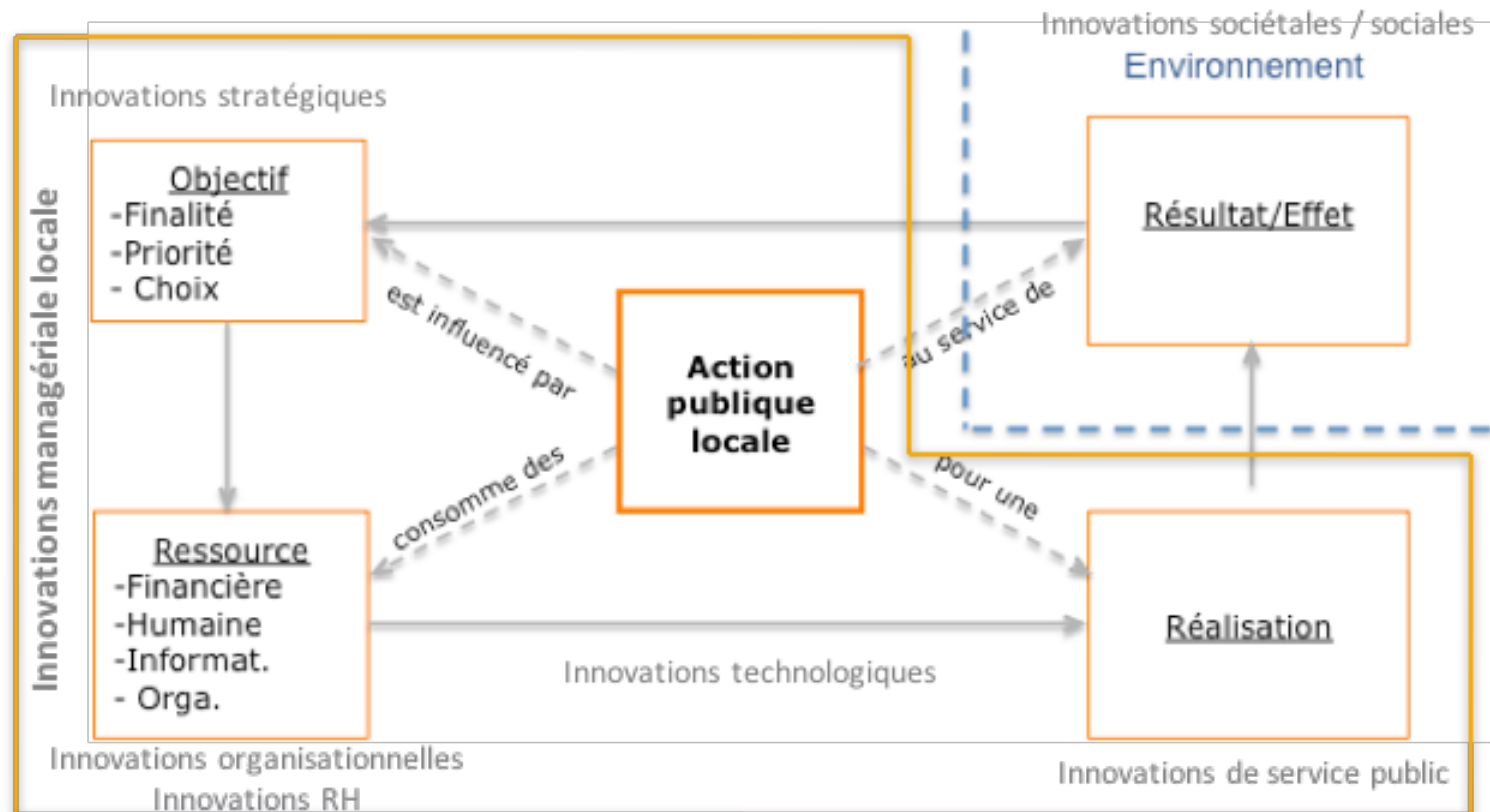 Innovations sociétales / sociales
Environnement
Innovations stratégiques
Innovations managériale locale
Objectif
-Finalité
-Priorité
- Choix
Résultat/Effet
est influencé par
au service de
Action
publique
locale
consomme des
pour une
Ressource
-Financière
-Humaine
-Informat.
- Orga.
Réalisation
Innovations technologiques
Innovations organisationnelles
Innovations RH
Innovations de service public